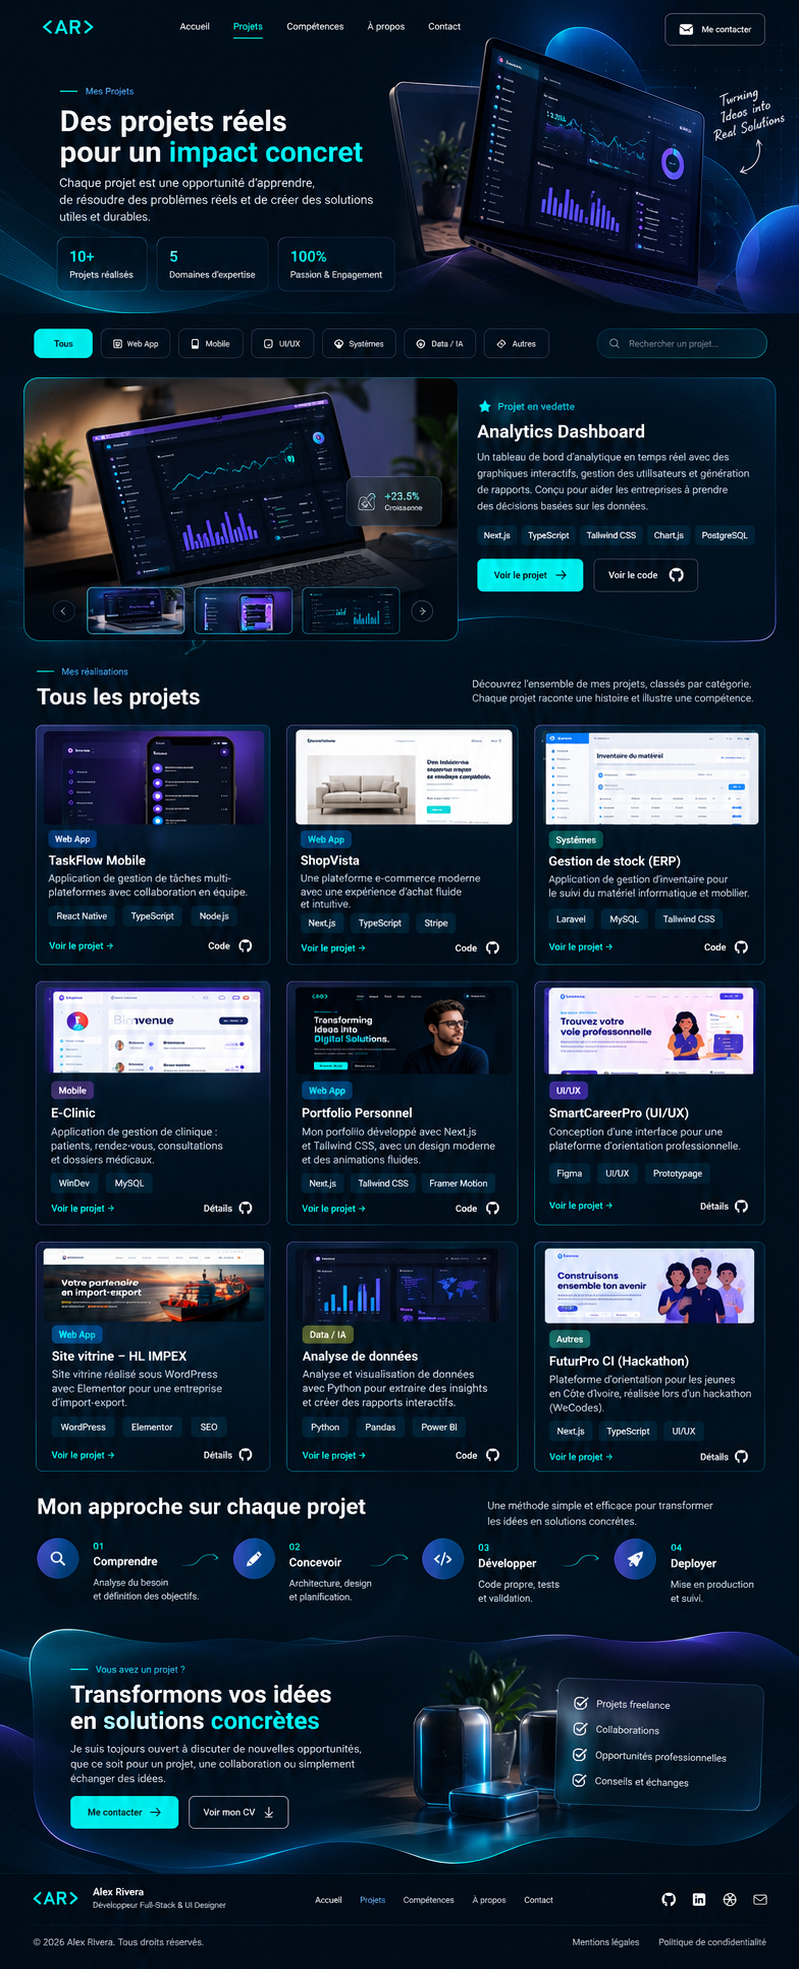 <AR>
Accueil
Projets
Compétences
À propos
Contact
Me contacter
Mes Projets
Des projets réels
pour un impact concret
Chaque projet est une opportunité d'apprendre,
de résoudre des problèmes réels et de créer des solutions
utiles et durables.
10+
Projets réalisés
5
Domaines d'expertise
100%
Passion & Engagement
Turning
Ideas into
Real Solutions
Tous
Web App
Mobile
UI/UX
Systèmes
Data / IA
Autres
Rechercher un projet...
+23.5%
Croissance
Projet en vedette
Analytics Dashboard
Un tableau de bord d'analytique en temps réel avec des
graphiques interactifs, gestion des utilisateurs et génération
de rapports. Conçu pour aider les entreprises à prendre
des décisions basées sur les données.
Next.js
TypeScript
Tailwind CSS
Chart.js
PostgreSQL
Voir le projet →
Voir le code
Mes réalisations
Tous les projets
Découvrez l'ensemble de mes projets, classés par catégorie.
Chaque projet raconte une histoire et illustre une compétence.
Web App
TaskFlow Mobile
Application de gestion de tâches multi-
plateformes avec collaboration en équipe.
React Native
TypeScript
Node.js
Voir le projet →
Code
Web App
ShopVista
Une plateforme e-commerce moderne
avec une expérience d'achat fluide
et intuitive.
Next.js
TypeScript
Stripe
Voir le projet →
Code
Inventaire du matériel
Systèmes
Gestion de stock (ERP)
Application de gestion d'inventaire pour
le suivi du matériel informatique et mobilier.
Laravel
MySQL
Tallwind CSS
Voir le projet →
Code
Binvenue
Mobile
E-Clinic
Application de gestion de clinique :
patients, rendez-vous, consultations
et dossiers médicaux.
WinDev
MySQL
Voir le projet →
Détails
Transforming
Ideas into
Digital Solutions.
Web App
Portfolio Personnel
Mon porfoliio développé avec Next.js
et Tallwind CSS, avec un design moderne
et des animations fluides.
Next.js
Tallwind CSS
Framer Motion
Voir le projet →
Code
Trouvez votre
voie professionnelle
UI/UX
SmartCareerPro (UI/UX)
Conception d'une interface pour une
plateforme d'orientation professionnelle.
Figma
UI/UX
Prototypage
Voir le projet →
Détails
Votre partenaire
en import-export
Web App
Site vitrine – HL IMPEX
Site vitrine réalisé sous WordPress
avec Elementor pour une entreprise
d'import-export.
WordPress
Elementor
SEO
Voir le projet →
Détails
Data / IA
Analyse de données
Analyse et visualisation de données
avec Python pour extraire des insights
et créer des rapports interactifs.
Python
Pandas
Power BI
Voir le projet →
Code
Construisons
ensemble ton avenir
Autres
FuturPro CI (Hackathon)
Plateforme d'orientation pour les jeunes
en Côte d'Ivoire, réalisée lors d'un hackathon
(WeCodes).
Next.js
TypeScript
UI/UX
Voir le projet →
Détails
Mon approche sur chaque projet
Une méthode simple et efficace pour transformer
les idées en solutions concrètes.
01
Comprendre
Analyse du besoin
et définition des objectifs.
02
Concevoir
Architecture, design
et planification.
</>
03
Développer
Code propre, tests
et validation.
04
Deployer
Mise en production
et suivi.
Vous avez un projet ?
Transformons vos idées
en solutions concrètes
Je suis toujours ouvert à discuter de nouvelles opportunités,
que ce soit pour un projet, une collaboration ou simplement
échanger des idées.
Me contacter →
Voir mon CV
Projets freelance
Collaborations
Opportunités professionnelles
Conseils et échanges
<AR>
Alex Rivera
Développeur Full-Stack & UI Designer
Accueil
Projets
Compétences
À propos
Contact
© 2026 Alex Rivera. Tous droits réservés.
Mentions légales
Politique de condidentialité